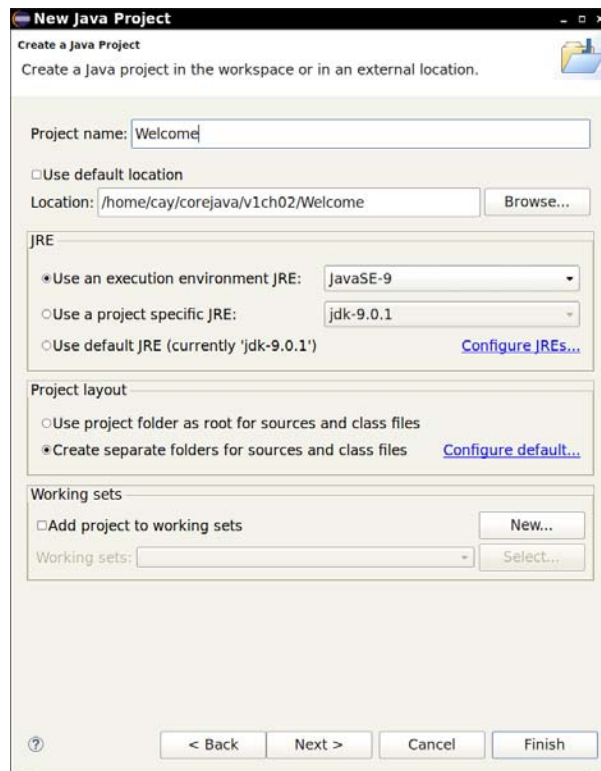 New Java Project
Create a Java Project
Create a Java project in the workspace or in an external location.
Project name: Welcome
Use default location
Location: /home/cay/corejava/v1ch02/Welcome Browse...
JRE
Use an execution environment JRE: JavaSE-9
Use a project specific JRE: jdk-9.0.1
Use default JRE (currently 'jdk-9.0.1') Configure JREs...
Project layout
Use project folder as root for sources and class files
Create separate folders for sources and class files Configure default...
Working sets
Add project to working sets New...
Working sets: Select...
? < Back Next > Cancel Finish